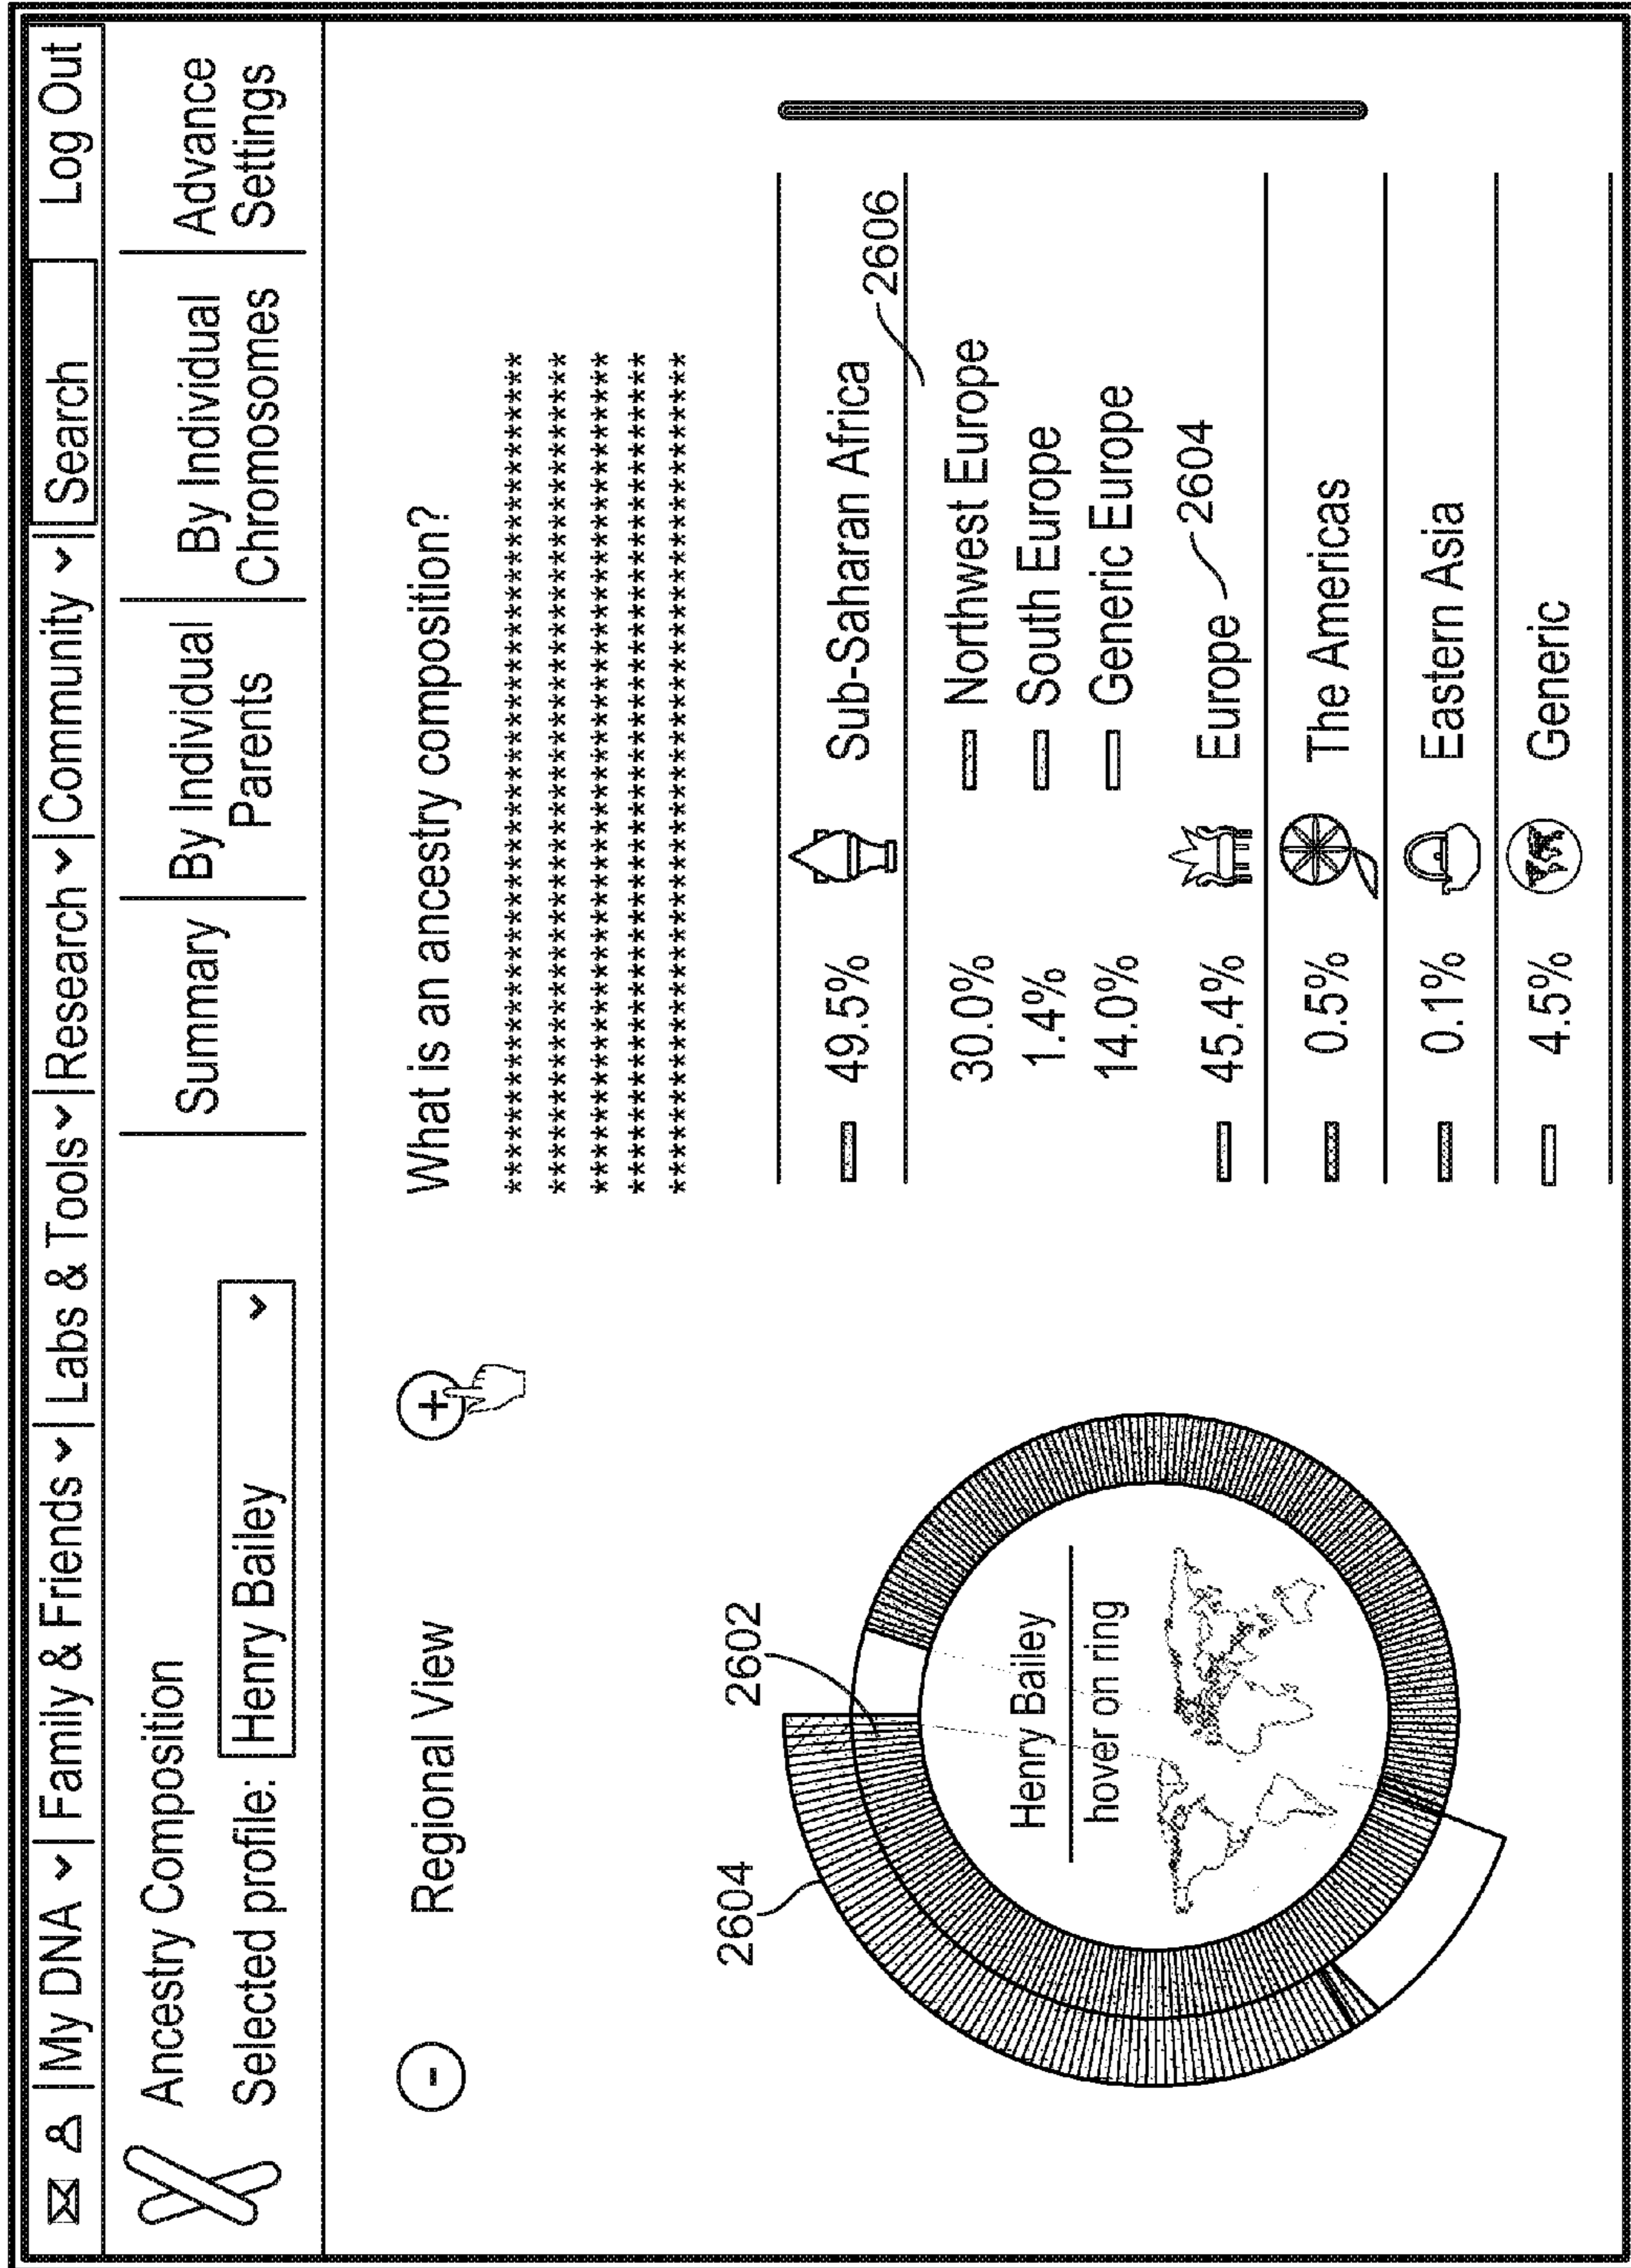 My DNA | Family & Friends | Labs & Tools | Research | Community | Search Log Out
Ancestry Composition
Selected profile: Henry Bailey
Summary
By Individual
Parents
By Individual
Chromosomes
Advance
Settings
- Regional View +
2604
2602
Henry Bailey
hover on ring
What is an ancestry composition?
******************************************
******************************************
******************************************
******************************************
******************************************
49.5% Sub-Saharan Africa
2606
30.0% Northwest Europe
1.4% South Europe
14.0% Generic Europe
45.4% Europe 2604
0.5% The Americas
0.1% Eastern Asia
4.5% Generic